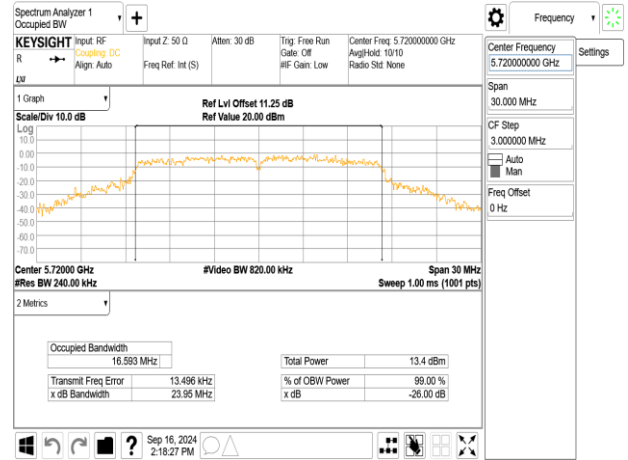 Spectrum Analyzer 1
Occupied BW
KEYSIGHT
R
LXI
Input: RF
Coupling: DC
Align: Auto
Input Z: 50 Ω
Freq Ref: Int (S)
Atten: 30 dB
Trig: Free Run
Gate: Off
#IF Gain: Low
Center Freq: 5.720000000 GHz
Avg|Hold: 10/10
Radio Std: None
1 Graph
Scale/Div 10.0 dB
Ref Lvl Offset 11.25 dB
Ref Value 20.00 dBm
Log
10.0
0.00
-10.0
-20.0
-30.0
-40.0
-50.0
-60.0
-70.0
Center 5.72000 GHz
#Res BW 240.00 kHz
#Video BW 820.00 kHz
Span 30 MHz
Sweep 1.00 ms (1001 pts)
2 Metrics
Occupied Bandwidth
16.593 MHz
Transmit Freq Error 13.496 kHz
x dB Bandwidth 23.95 MHz
Total Power 13.4 dBm
% of OBW Power 99.00 %
x dB -26.00 dB
?
Sep 16, 2024
2:18:27 PM
Frequency
Center Frequency
5.720000000 GHz
Settings
Span
30.000 MHz
CF Step
3.000000 MHz
Auto
Man
Freq Offset
0 Hz